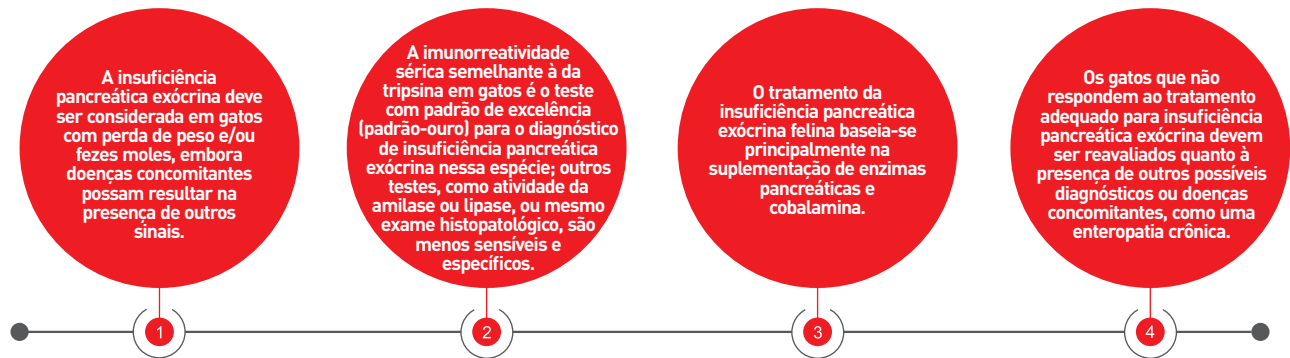 A insuficiência
pancreática exócrina deve
ser considerada em gatos
com perda de peso e/ou
fezes moles, embora
doenças concomitantes
possam resultar na
presença de outros
sinais.
1
A imunorreatividade
sérica semelhante à da
tripsina em gatos é o teste
com padrão de excelência
(padrão-ouro) para o diagnóstico
de insuficiência pancreática
exócrina nessa espécie; outros
testes, como atividade da
amilase ou lipase, ou mesmo
exame histopatológico, são
menos sensíveis e
específicos.
2
O tratamento da
insuficiência pancreática
exócrina felina baseia-se
principalmente na
suplementação de enzimas
pancreáticas e
cobalamina.
3
Os gatos que não
respondem ao tratamento
adequado para insuficiência
pancreática exócrina devem
ser reavaliados quanto à
presença de outros possíveis
diagnósticos ou doenças
concomitantes, como uma
enteropatia crônica.
4